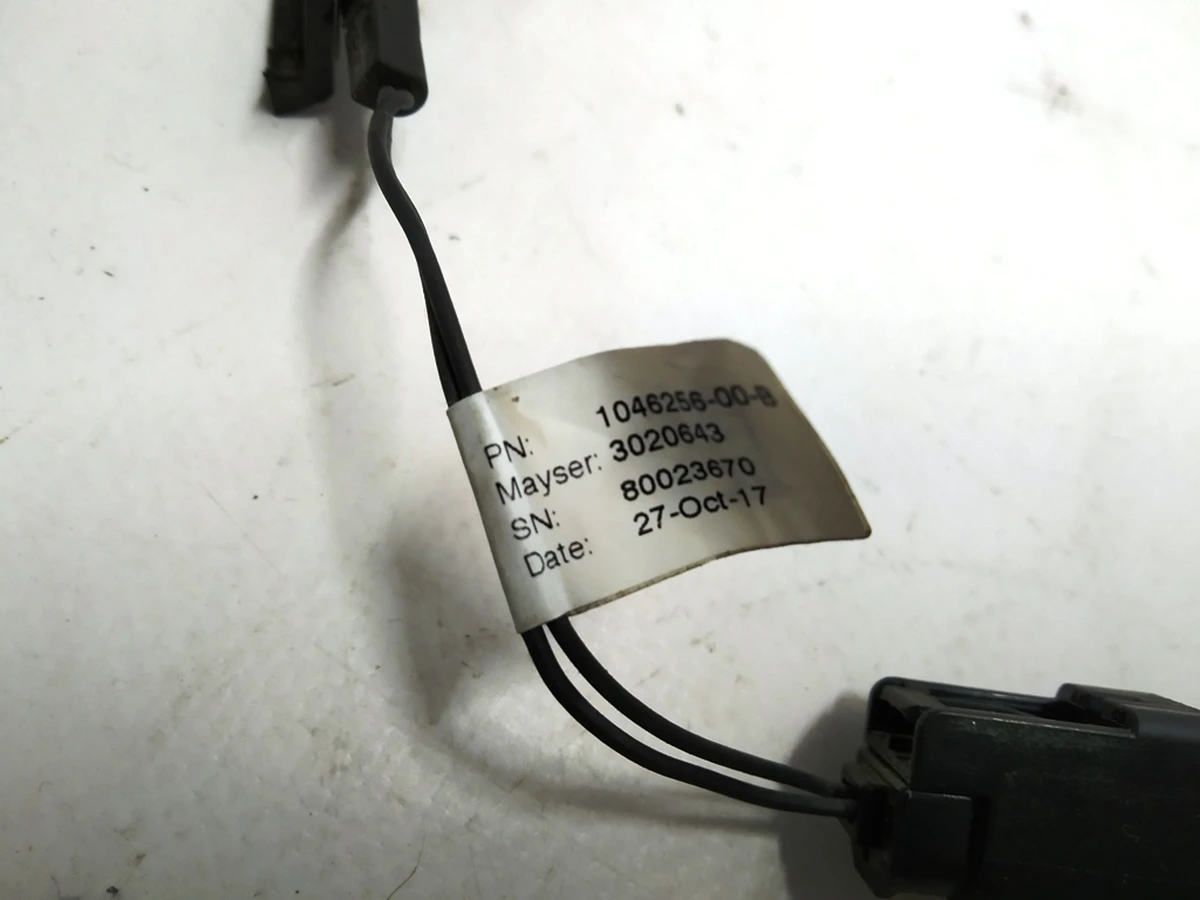 PN: 1046256-00-B
Mayser: 3020643
SN: 80023670
Date: 27-Oct-17